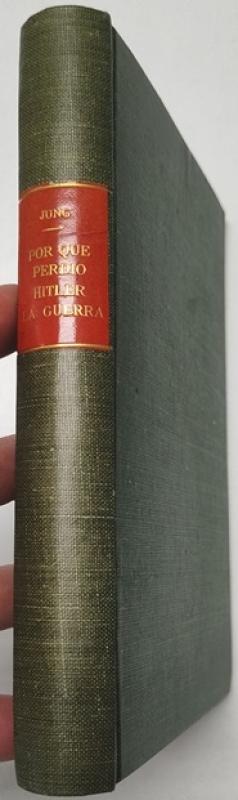 JUNG
POR QUE
PERDIO
HITLER
LA GUERRA